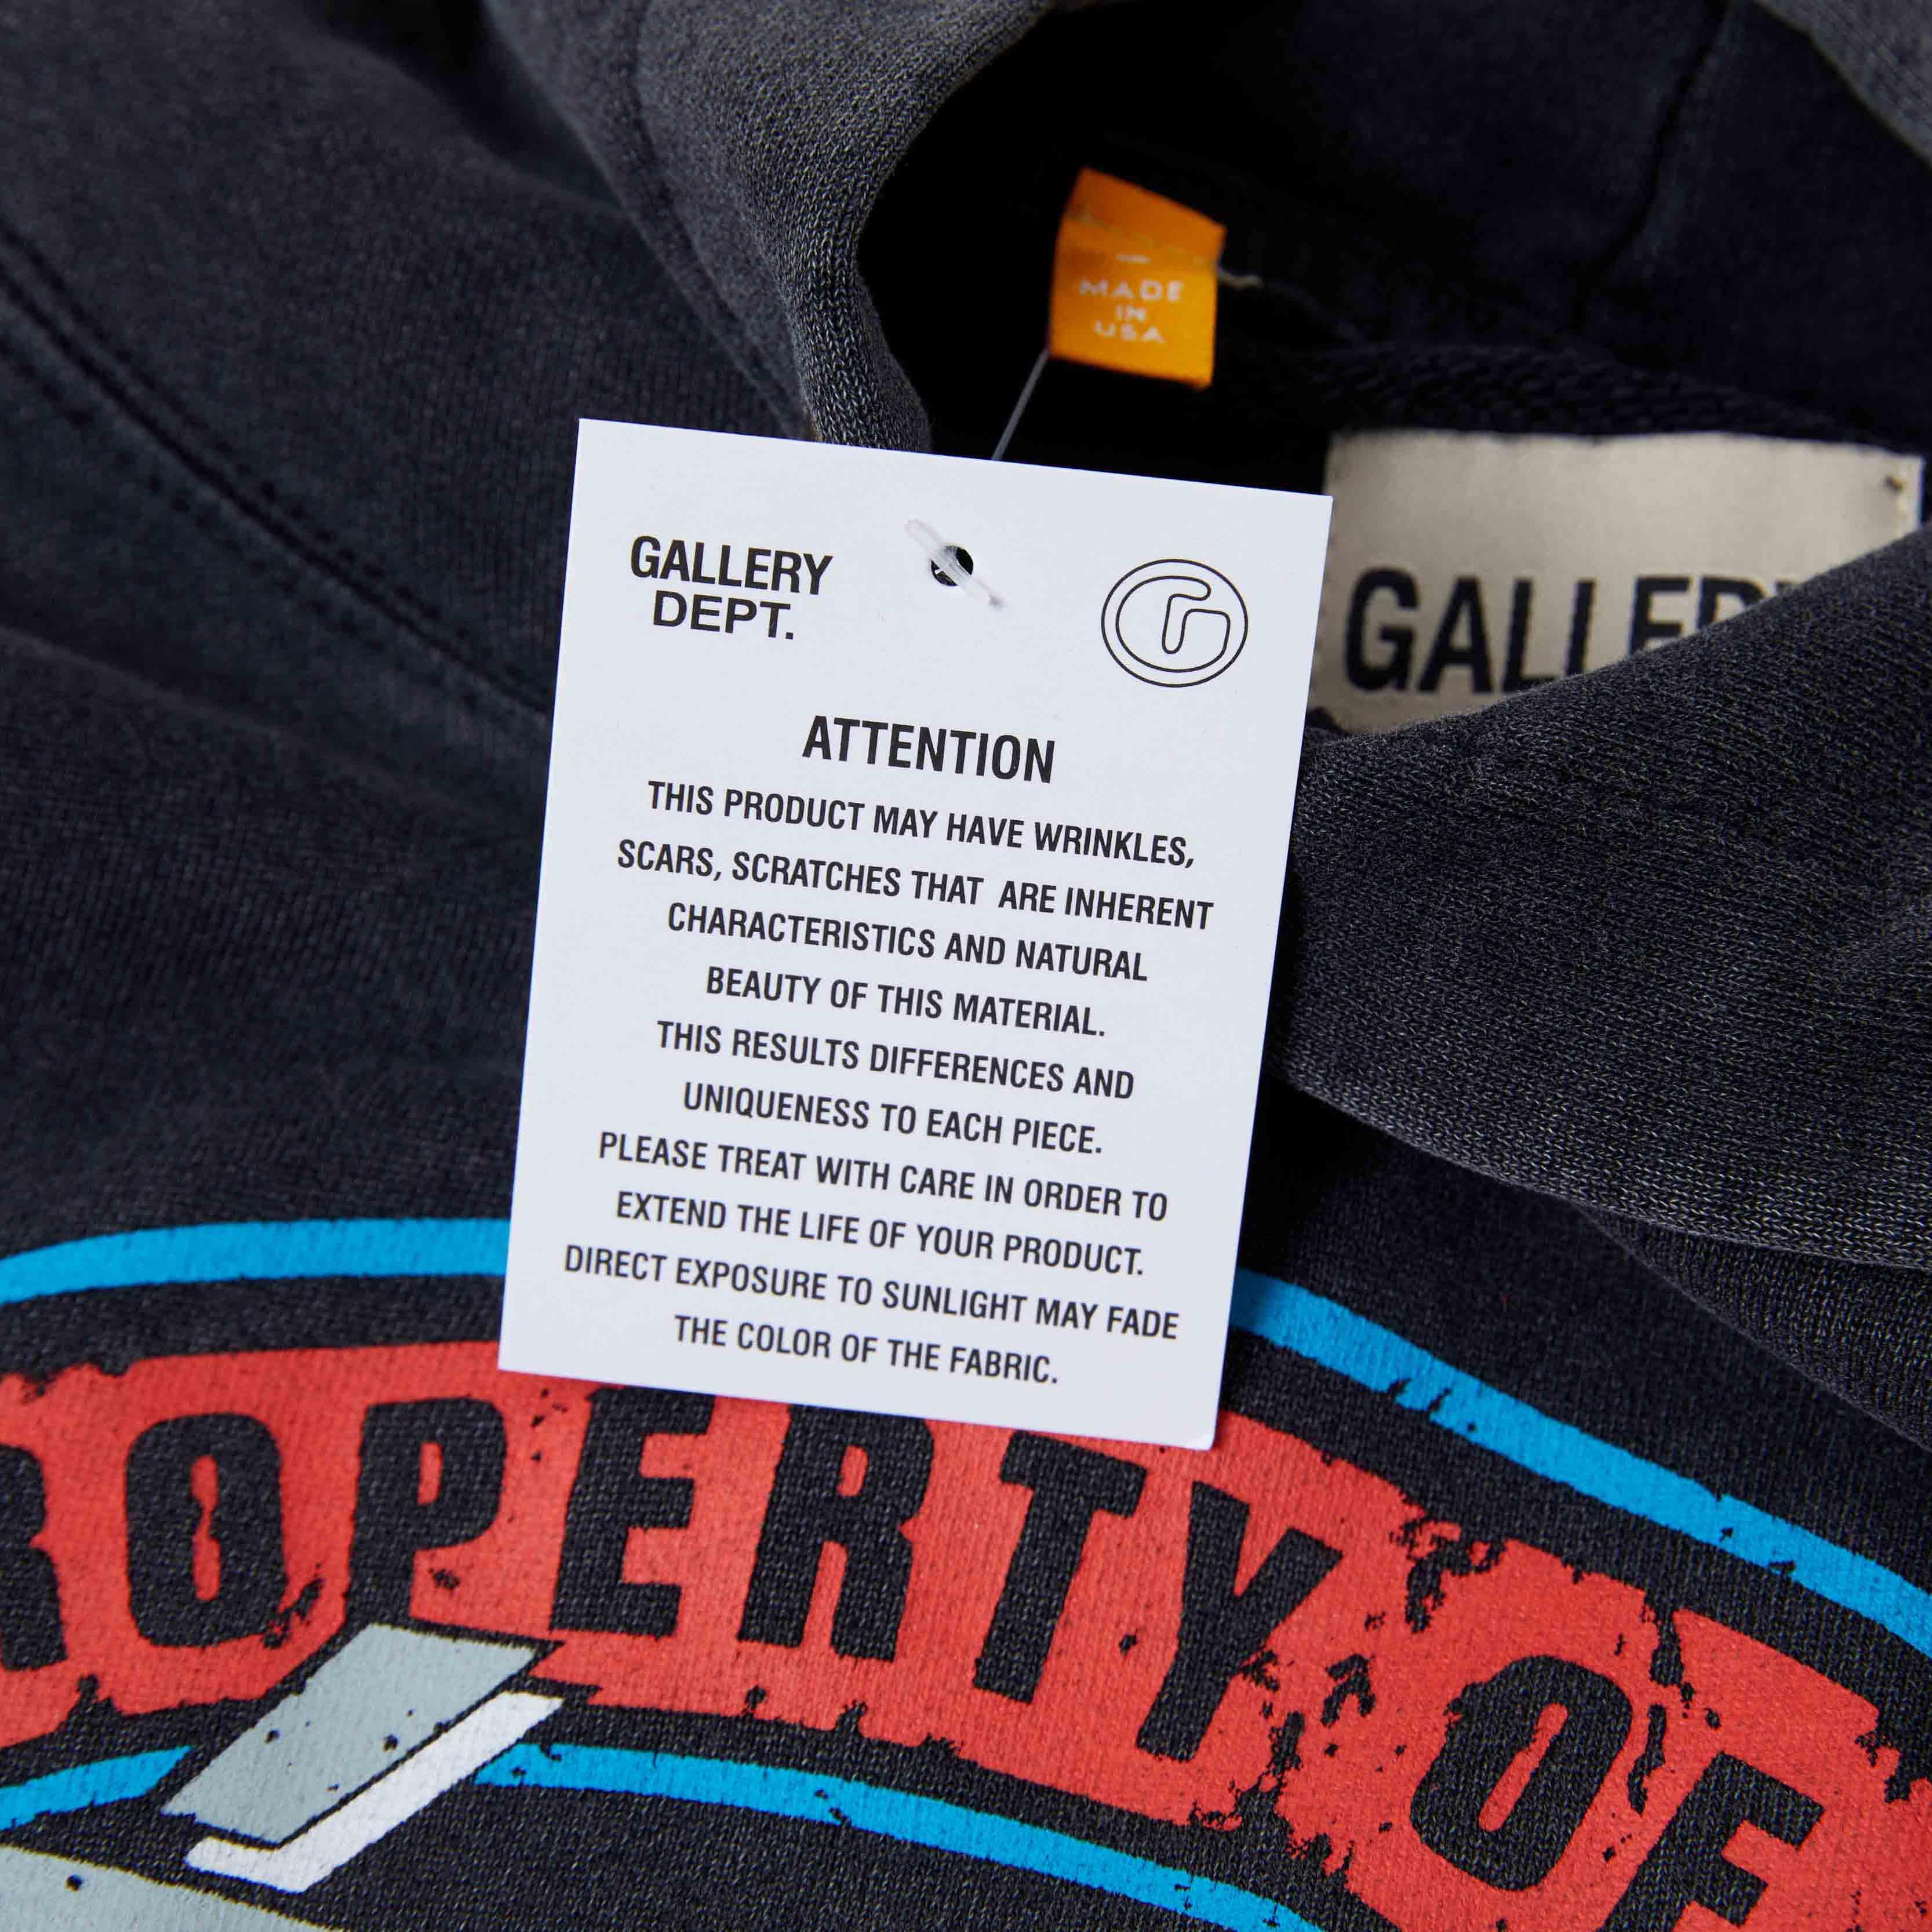 MADE
IN
USA
GALLERY
DEPT.
ATTENTION
THIS PRODUCT MAY HAVE WRINKLES,
SCARS, SCRATCHES THAT ARE INHERENT
CHARACTERISTICS AND NATURAL
BEAUTY OF THIS MATERIAL.
THIS RESULTS DIFFERENCES AND
UNIQUENESS TO EACH PIECE.
PLEASE TREAT WITH CARE IN ORDER TO
EXTEND THE LIFE OF YOUR PRODUCT.
DIRECT EXPOSURE TO SUNLIGHT MAY FADE
THE COLOR OF THE FABRIC.
GALLERY
ROPERTY OF